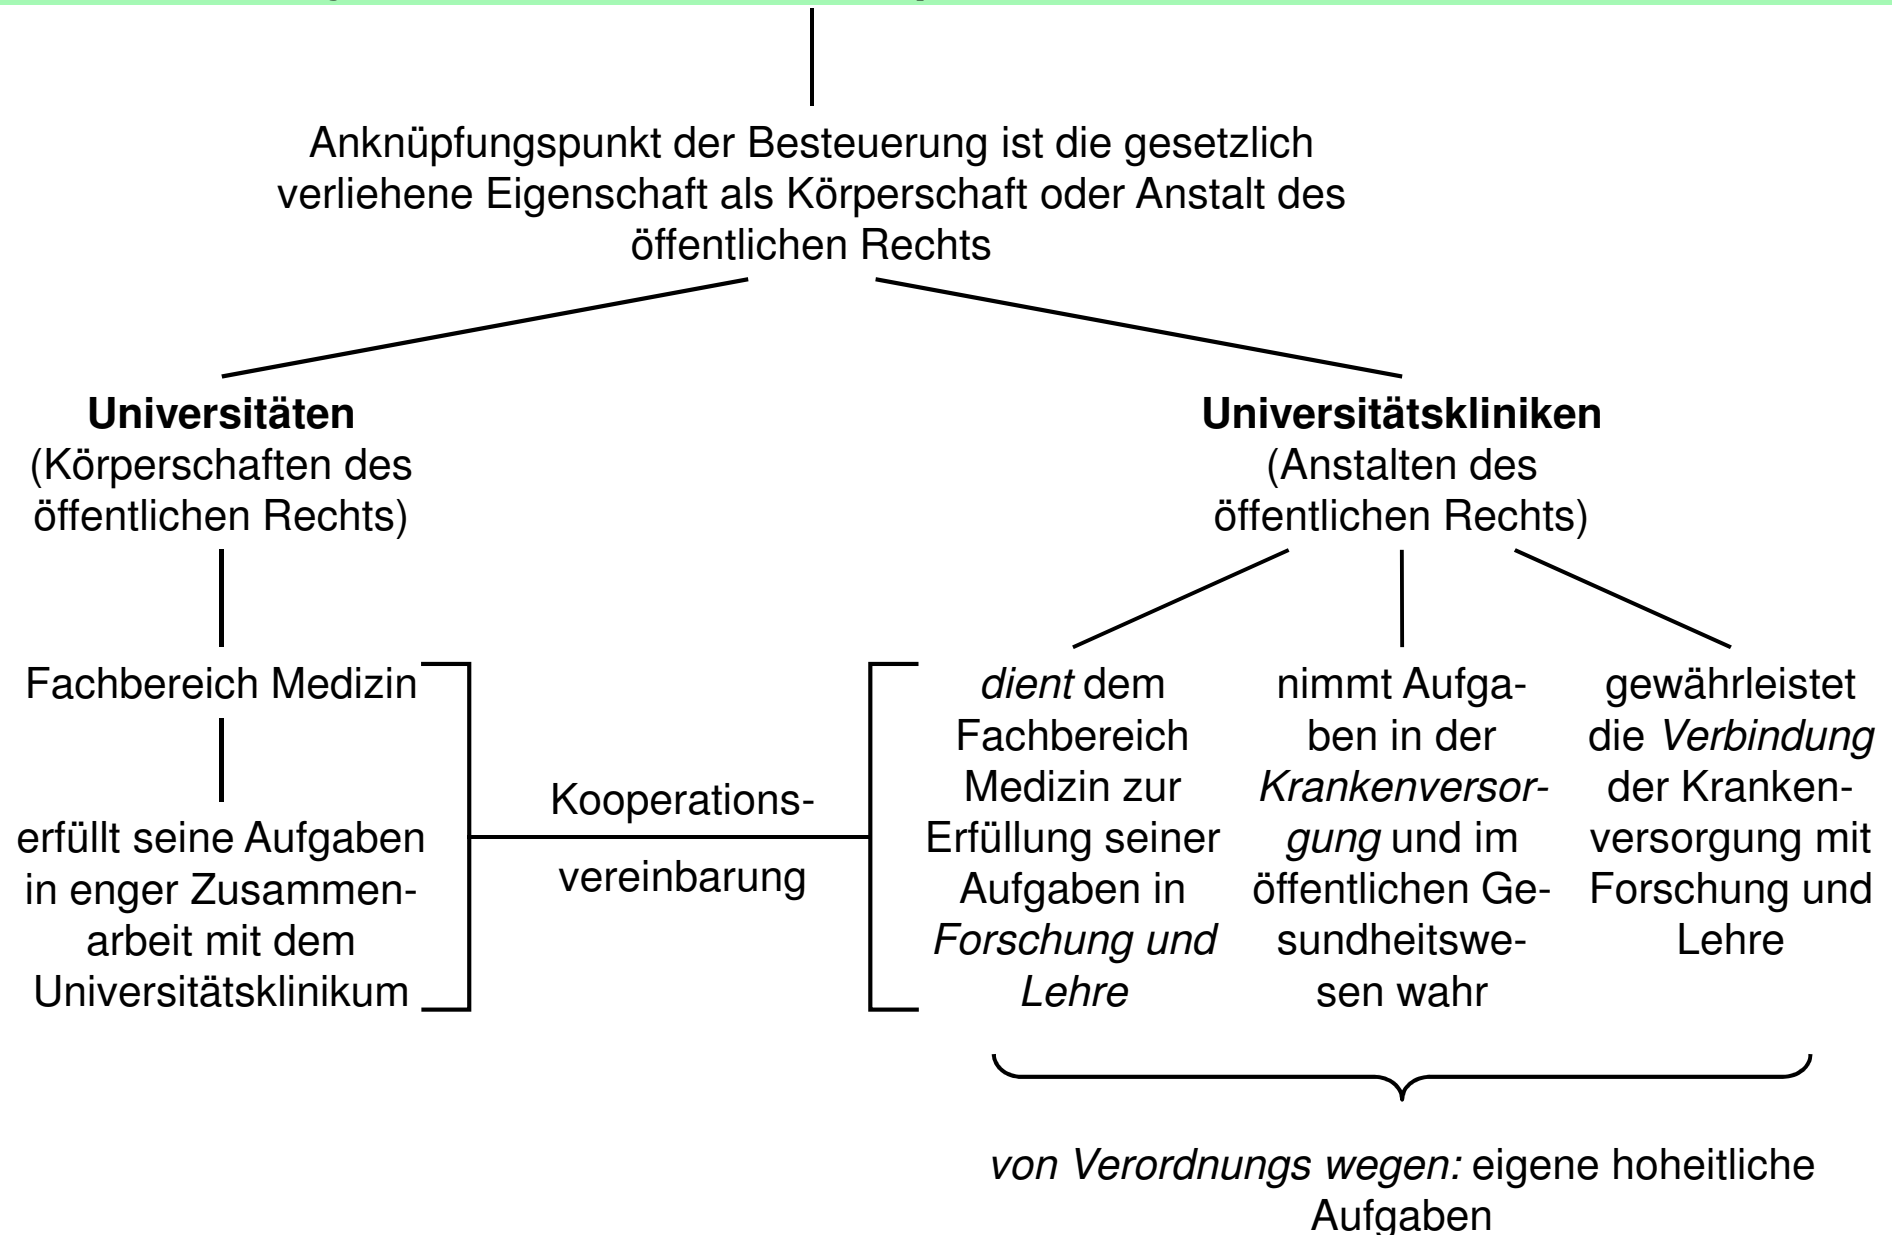 Anknüpfungspunkt der Besteuerung ist die gesetzlich
verliehene Eigenschaft als Körperschaft oder Anstalt des
öffentlichen Rechts
Universitäten
(Körperschaften des
öffentlichen Rechts)
Universitätskliniken
(Anstalten des
öffentlichen Rechts)
Fachbereich Medizin
erfüllt seine Aufgaben
in enger Zusammen-
arbeit mit dem
Universitätsklinikum
Kooperations-
vereinbarung
dient dem
Fachbereich
Medizin zur
Erfüllung seiner
Aufgaben in
Forschung und
Lehre
nimmt Aufga-
ben in der
Krankenversor-
gung und im
öffentlichen Ge-
sundheitswe-
sen wahr
gewährleistet
die Verbindung
der Kranken-
versorgung mit
Forschung und
Lehre
von Verordnungs wegen: eigene hoheitliche
Aufgaben